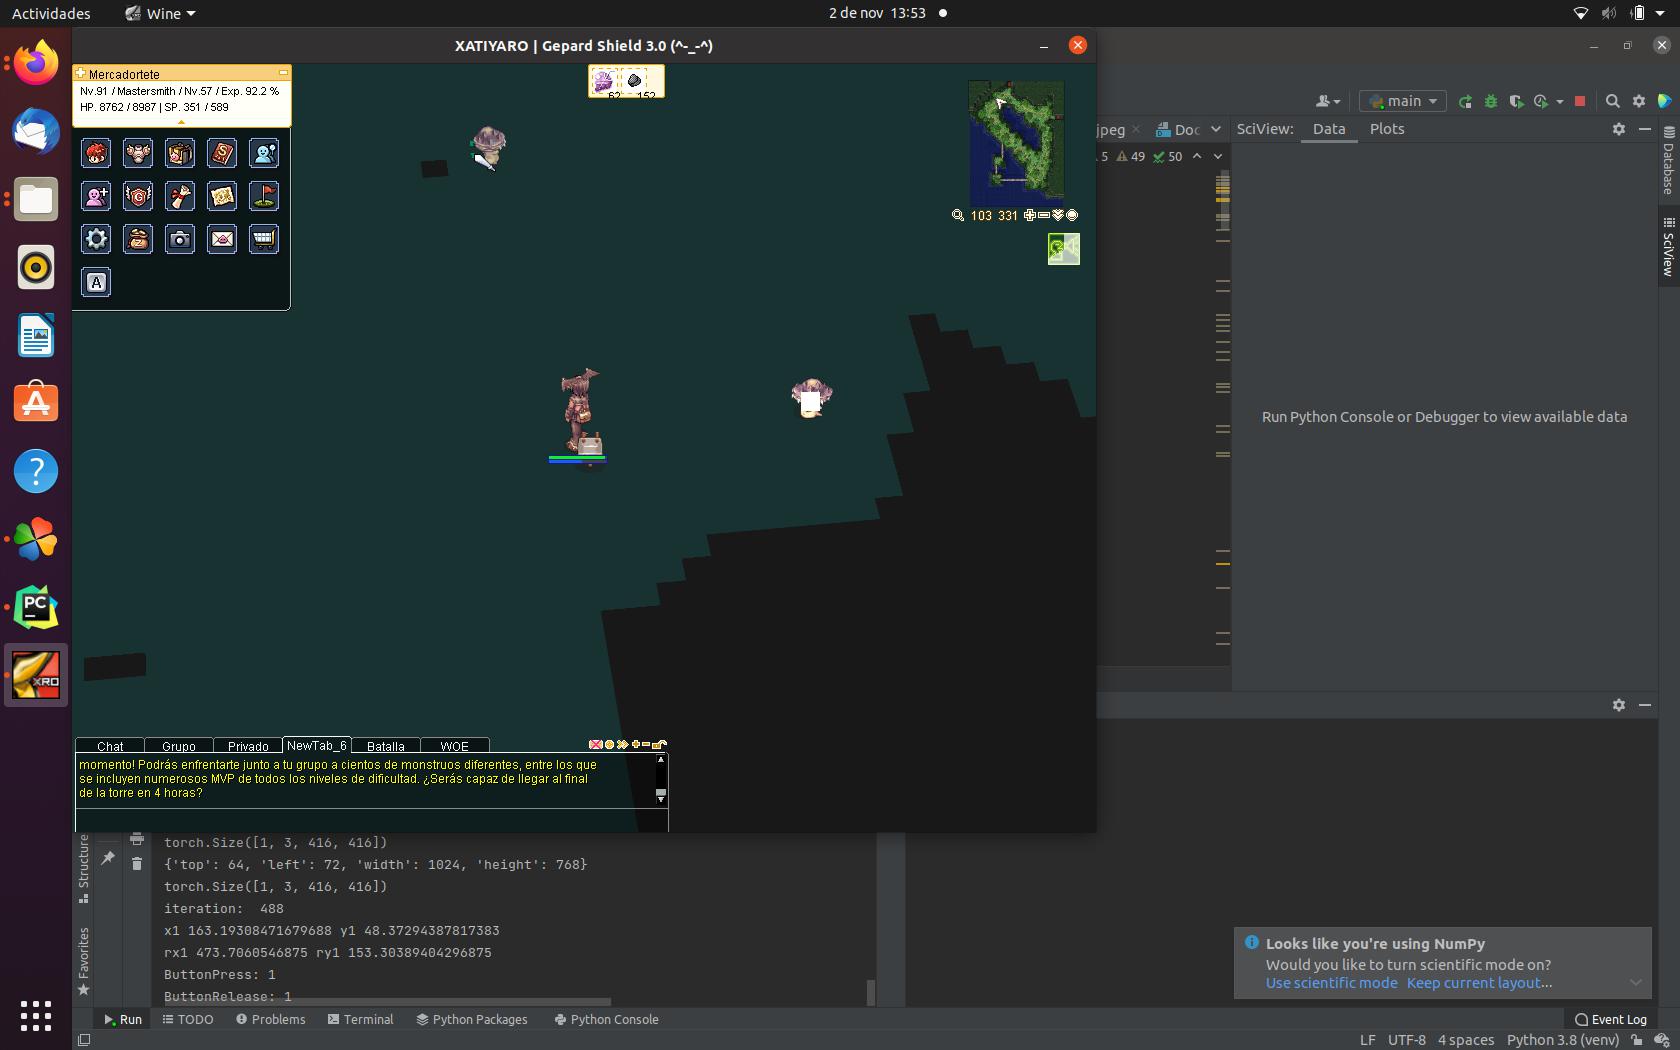 Actividades
Wine
2 de nov 13:53
XATIYARO | Gepard Shield 3.0 (^-_-^)
Mercadortete
Nv.91 / Mastersmith / Nv.57 / Exp. 92.2 %
HP. 8762 / 8987 | SP. 351 / 589
62
152
103 331
A
main
jpeg
Doc
SciView:
Data
Plots
5
49
50
Database
SciView
Run Python Console or Debugger to view available data
PC
XRO
Chat
Grupo
Privado
NewTab_6
Batalla
WOE
momento! Podrás enfrentarte junto a tu grupo a cientos de monstruos diferentes, entre los que
se incluyen numerosos MVP de todos los niveles de dificultad. ¿Serás capaz de llegar al final
de la torre en 4 horas?
torch.Size([1, 3, 416, 416])
{'top': 64, 'left': 72, 'width': 1024, 'height': 768}
torch.Size([1, 3, 416, 416])
iteration:  488
x1 163.19308471679688 y1 48.37294387817383
rx1 473.7060546875 ry1 153.30389404296875
ButtonPress: 1
ButtonRelease: 1
Structure
Favorites
Looks like you're using NumPy
Would you like to turn scientific mode on?
Use scientific mode
Keep current layout...
Run
TODO
Problems
Terminal
Python Packages
Python Console
Event Log
LF
UTF-8
4 spaces
Python 3.8 (venv)